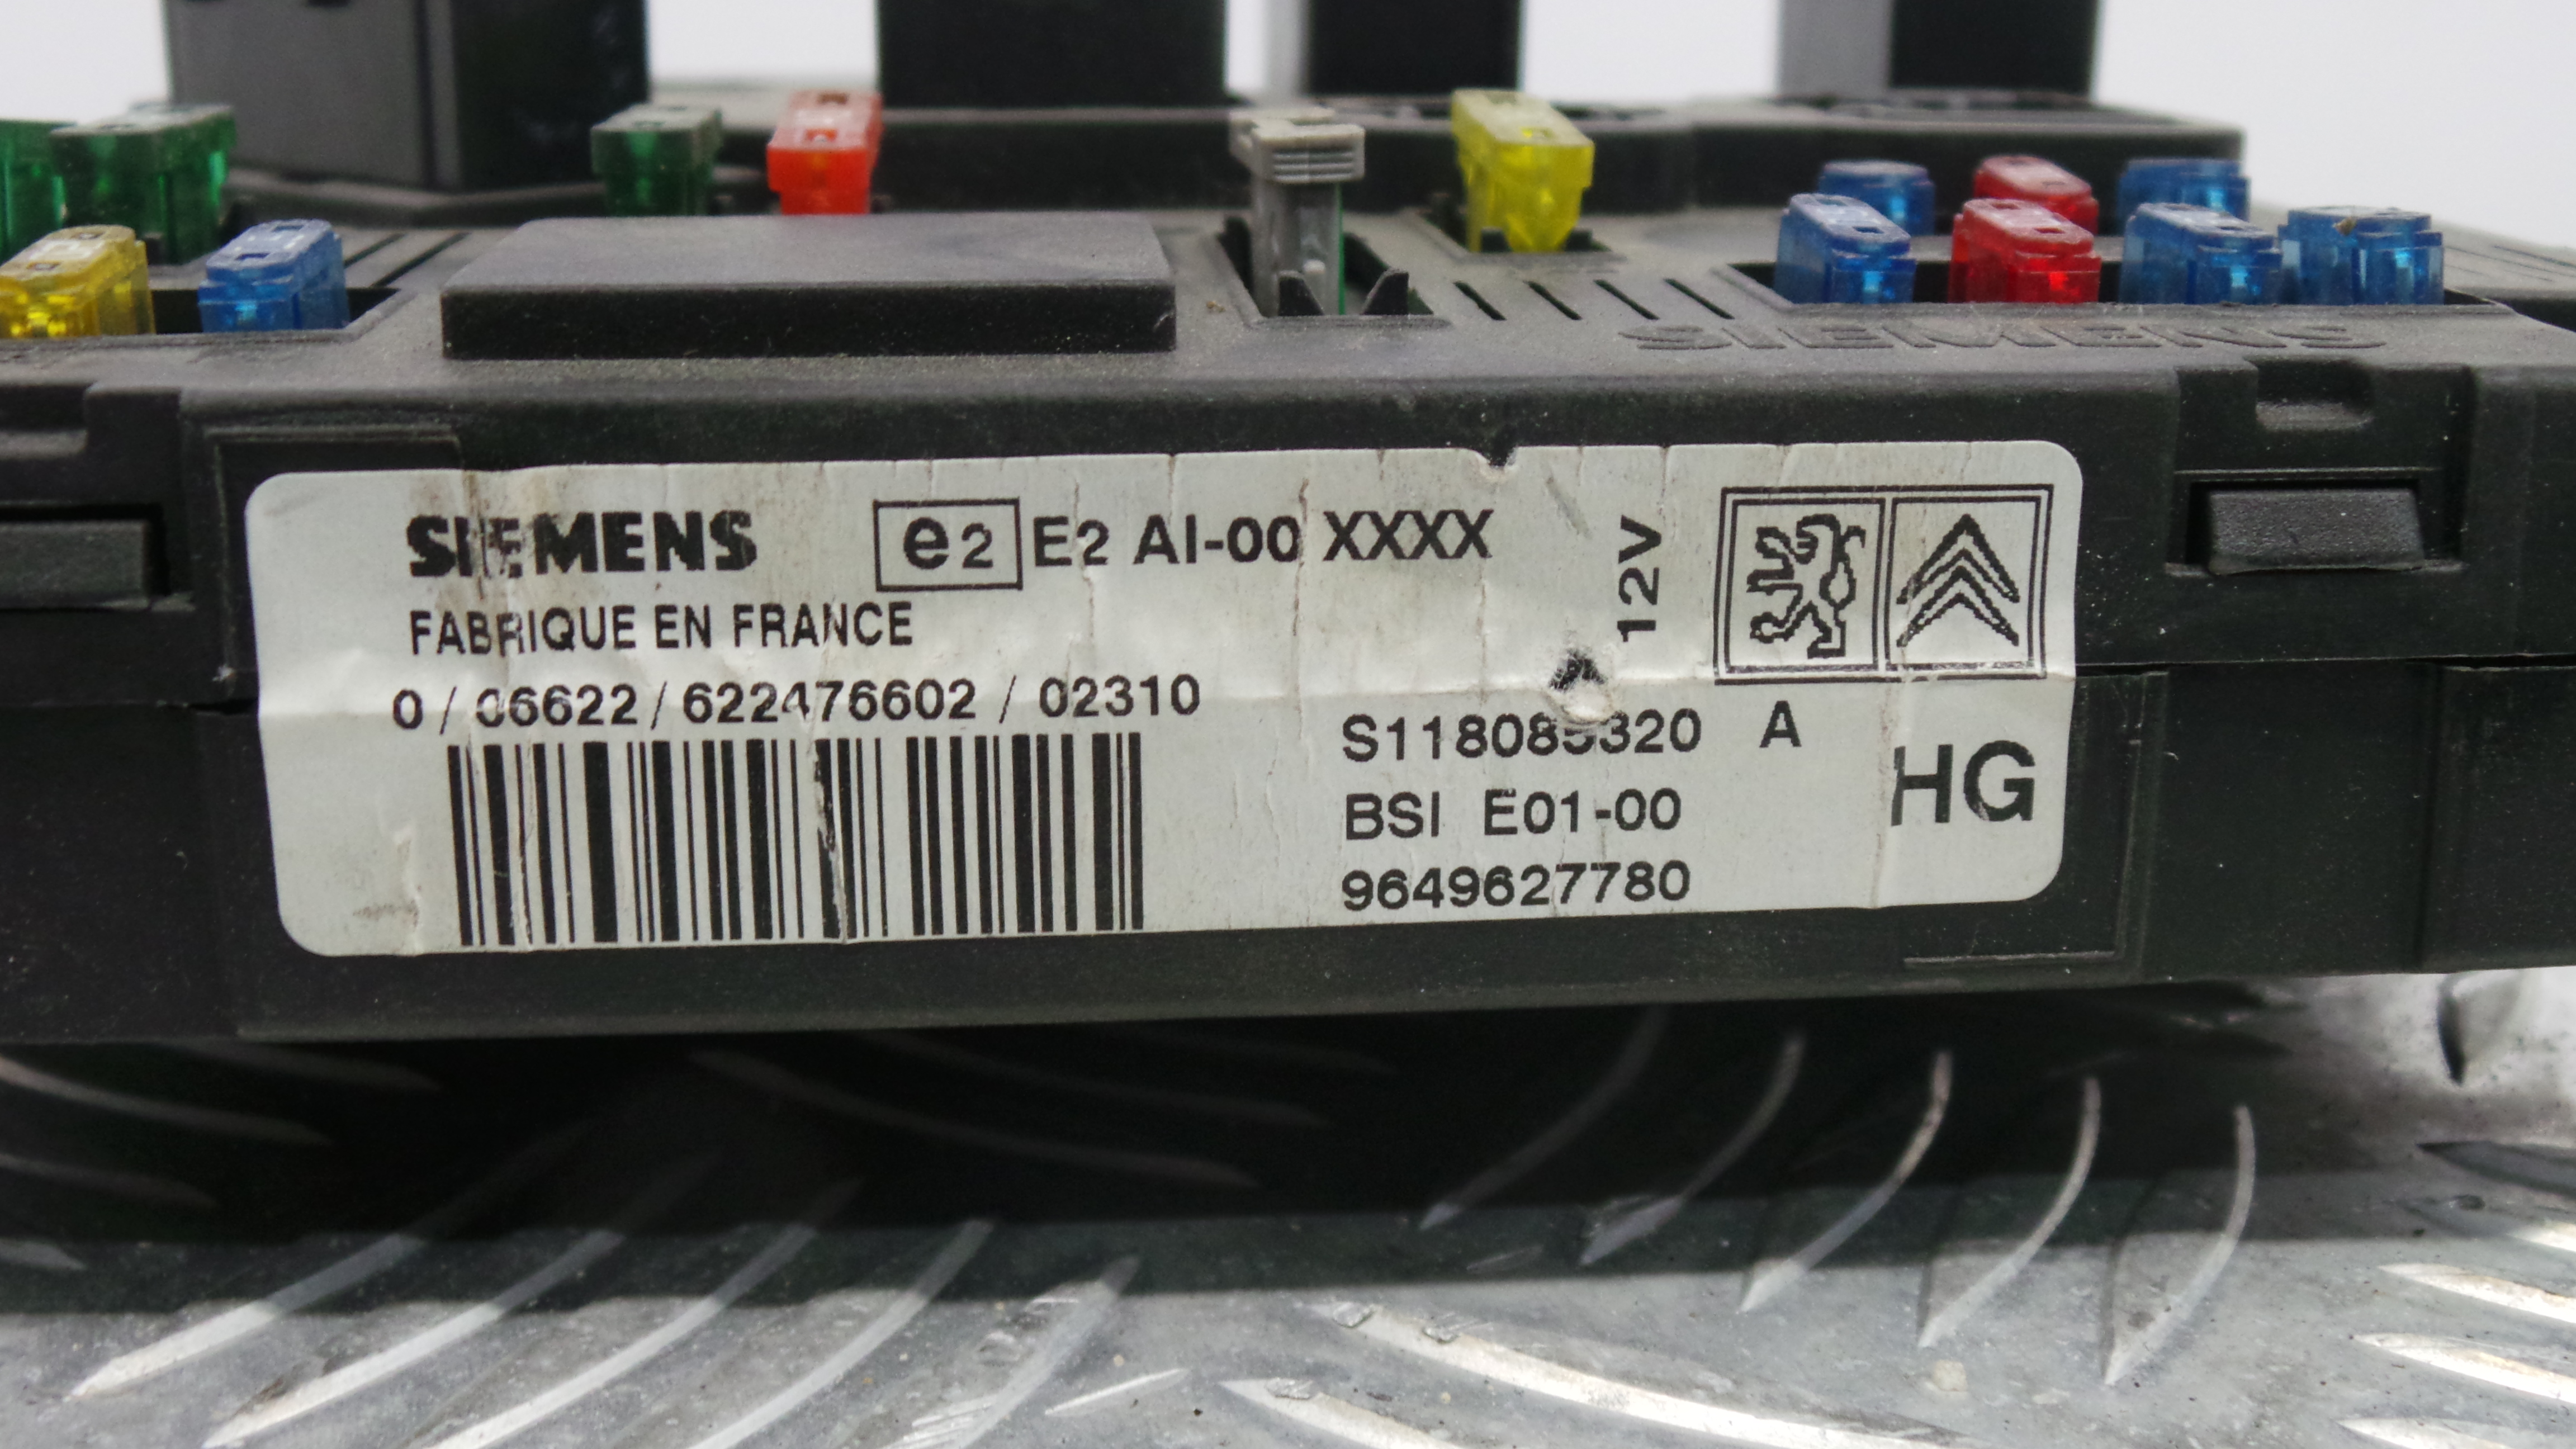 SIEMENS
SIEMENS e2 E2 AI-00 XXXX
12V
FABRIQUE EN FRANCE
0 / 06622 / 622476602 / 02310
S118085320 A
HG
BSI E01-00
9649627780